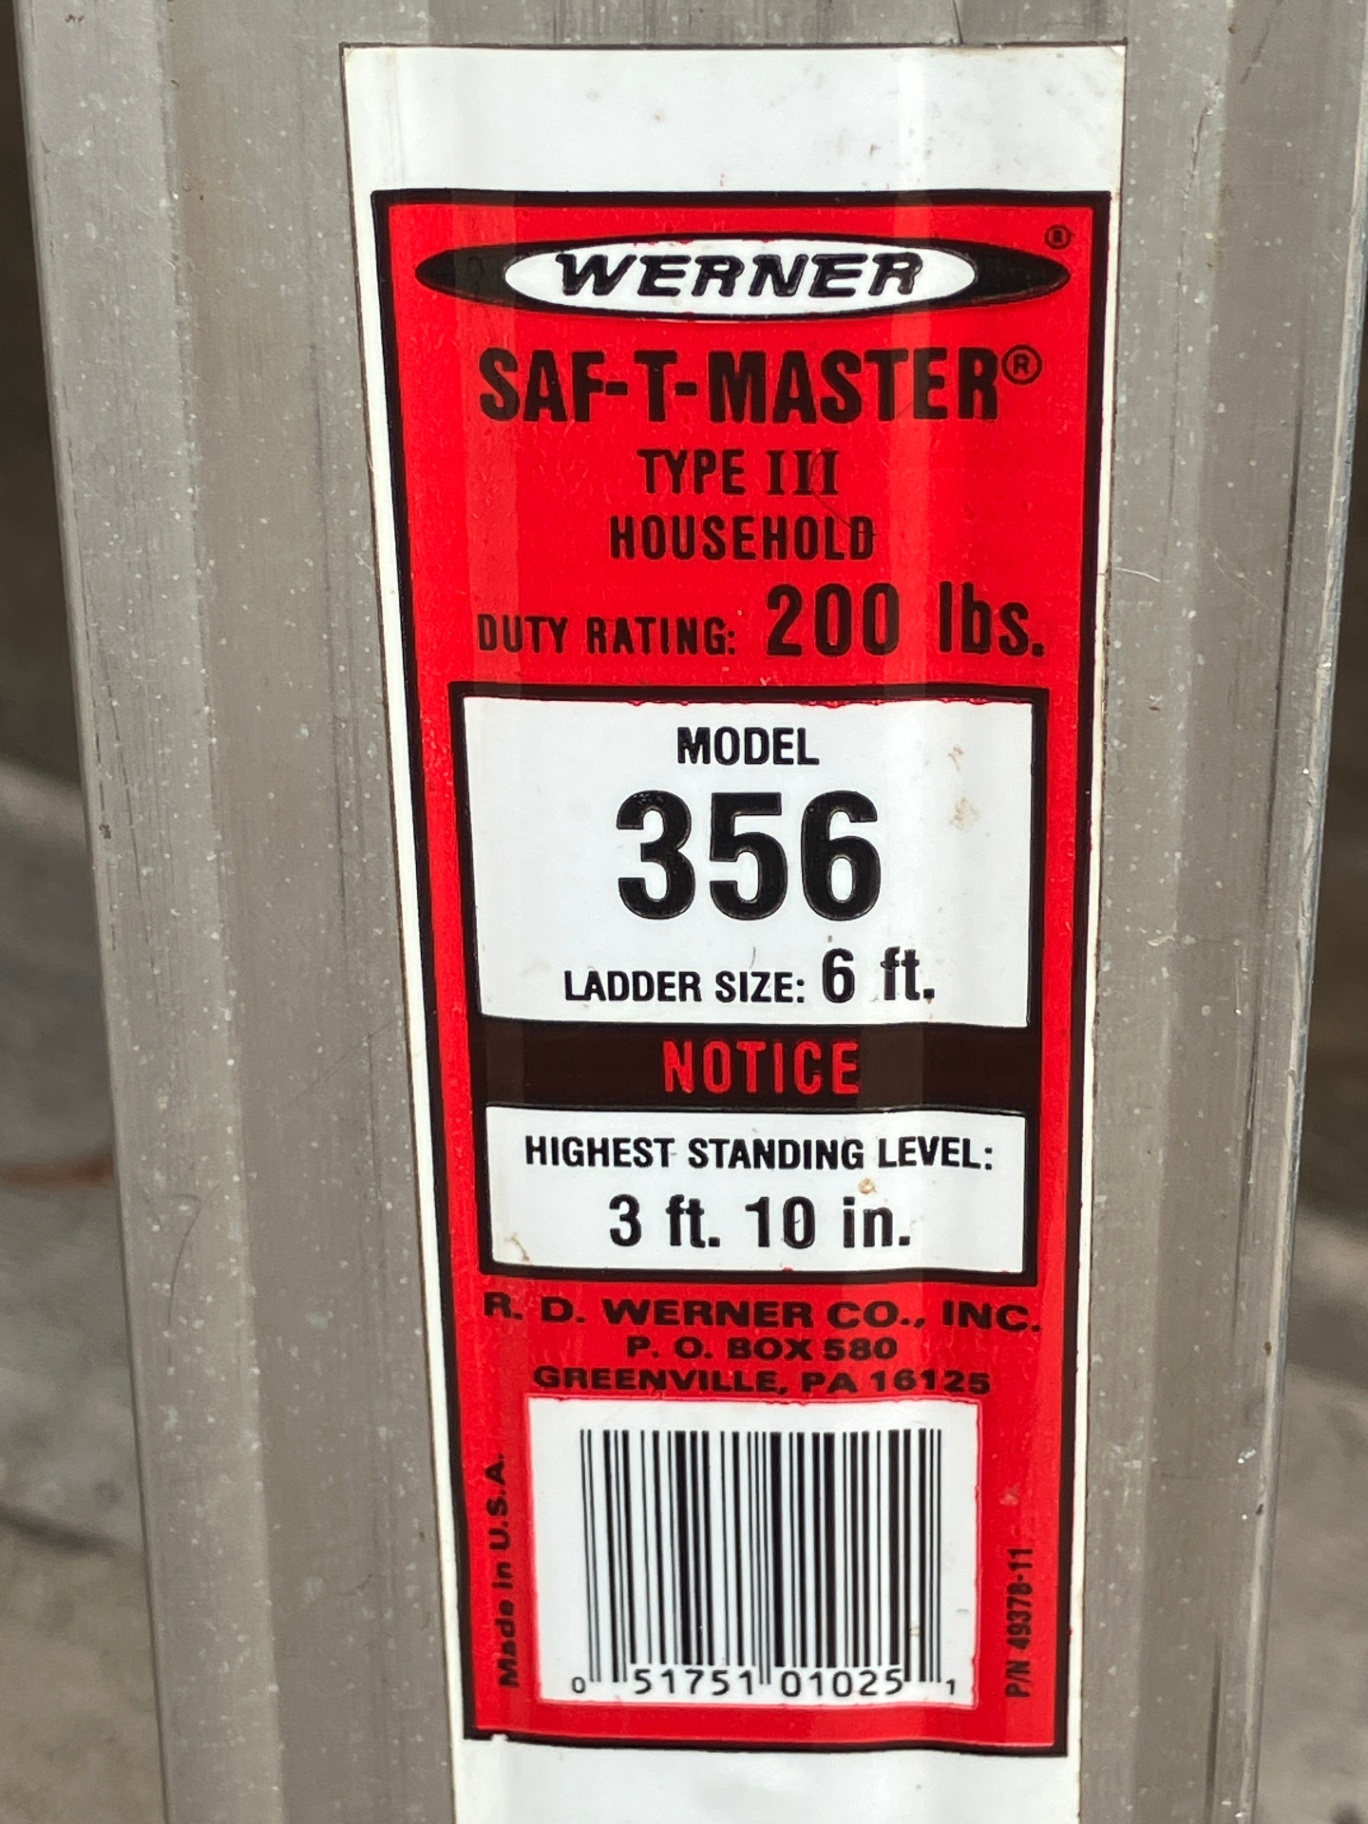 WERNER®
SAF-T-MASTER®
TYPE III
HOUSEHOLD
DUTY RATING: 200 lbs.
MODEL
356
LADDER SIZE: 6 ft.
NOTICE
HIGHEST STANDING LEVEL:
3 ft. 10 in.
R. D. WERNER CO., INC.
P. O. BOX 580
GREENVILLE, PA 16125
Made in U.S.A.
0 51751 01025 1
P/N 49378-11